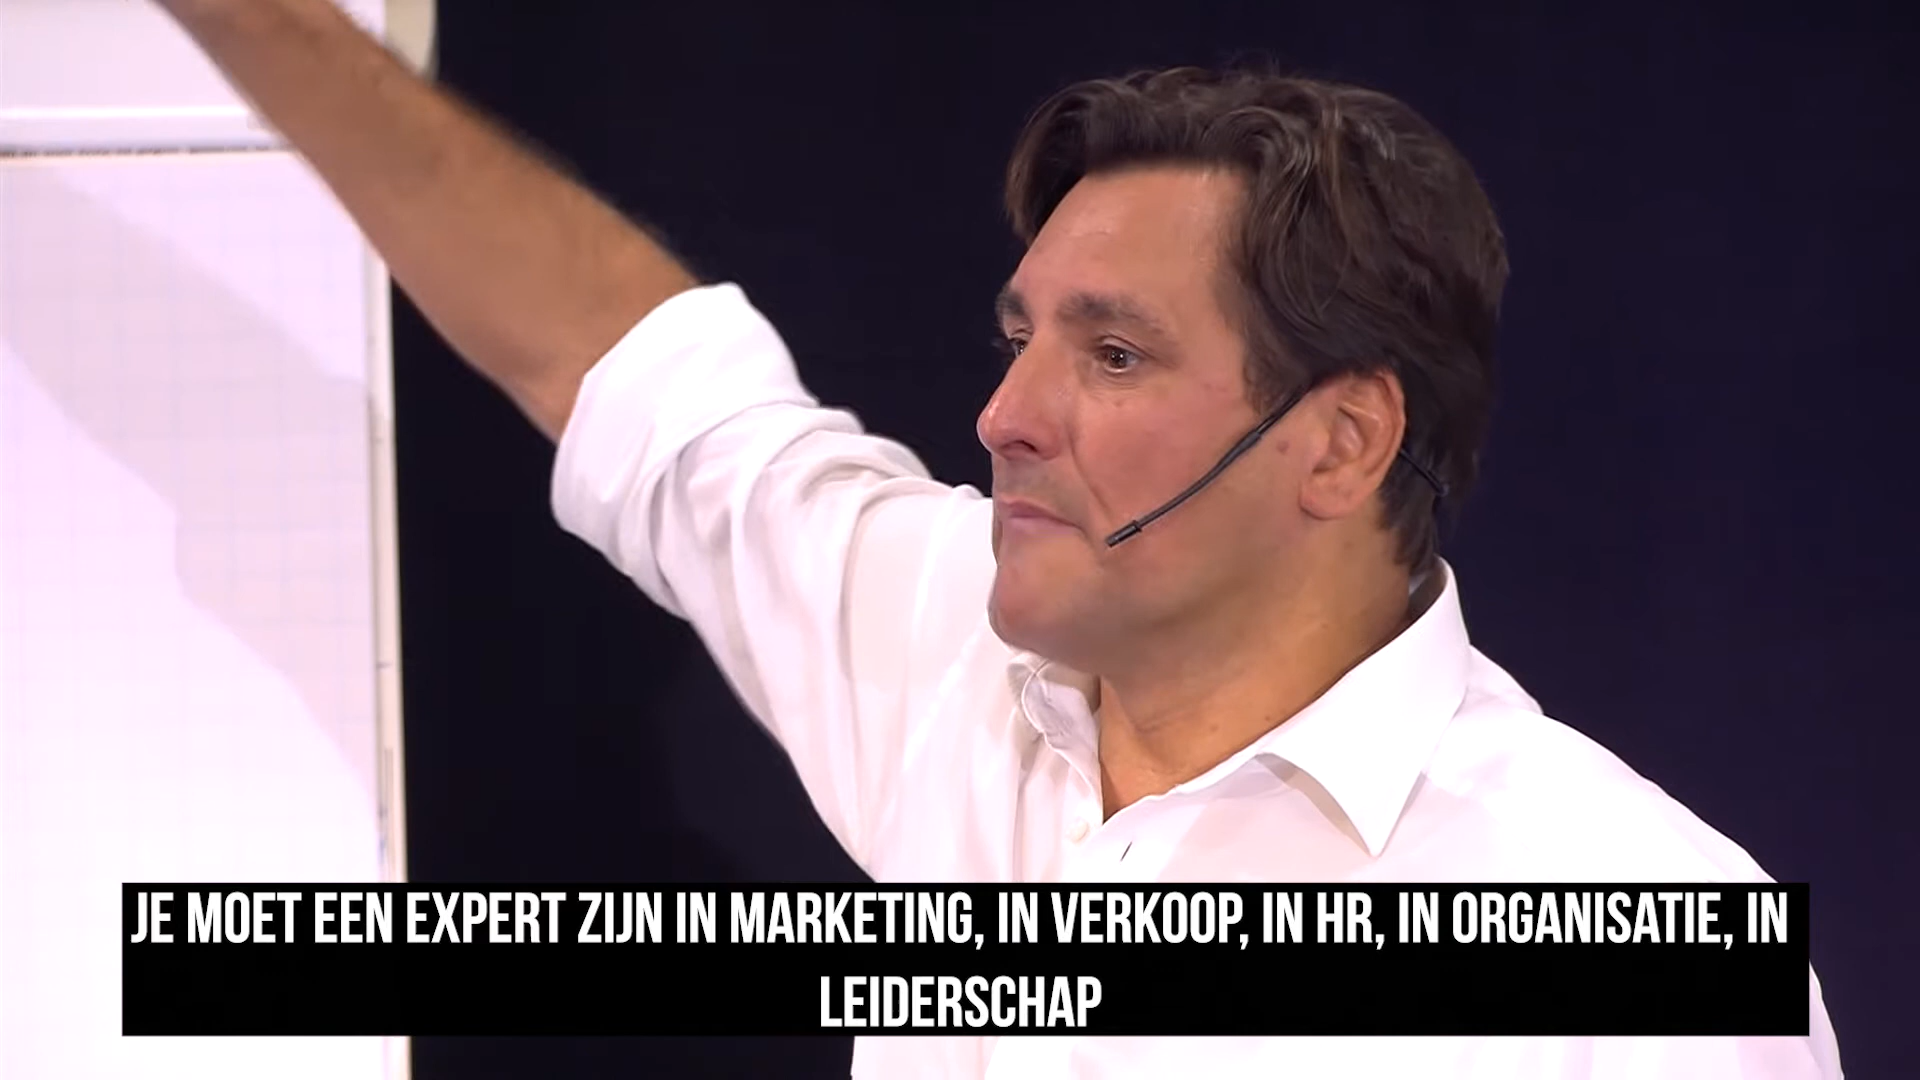 JE MOET EEN EXPERT ZIJN IN MARKETING, IN VERKOOP, IN HR, IN ORGANISATIE, IN
LEIDERSCHAP